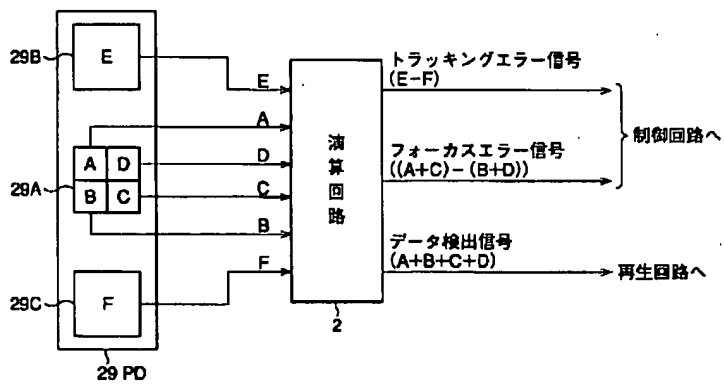 29B
E
29A
A D
B C
29C
F
29 PD
E
A
D
C
B
F
演算回路
2
トラッキングエラー信号
(E-F)
フォーカスエラー信号
((A+C)-(B+D))
制御回路へ
データ検出信号
(A+B+C+D)
再生回路へ